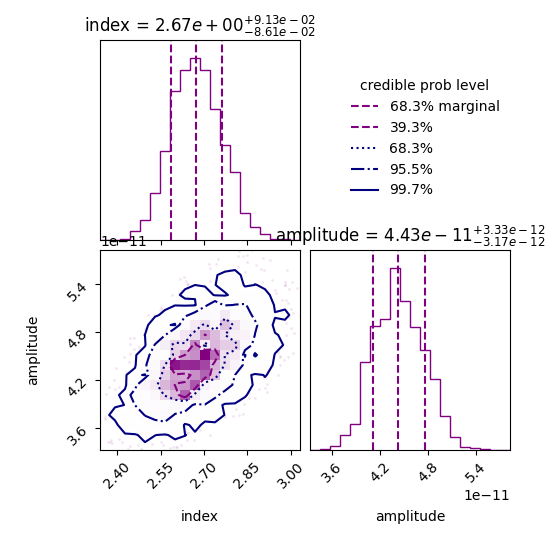 index = 2.67e+00+9.13e−02 −8.61e−02
credible prob level
68.3% marginal
39.3%
68.3%
95.5%
99.7%
amplitude = 4.43e−11+3.33e−12 −3.17e−12
1e−11
amplitude
5.4
4.8
4.2
3.6
2.40 2.55 2.70 2.85 3.00
index
3.6 4.2 4.8 5.4
1e−11
amplitude